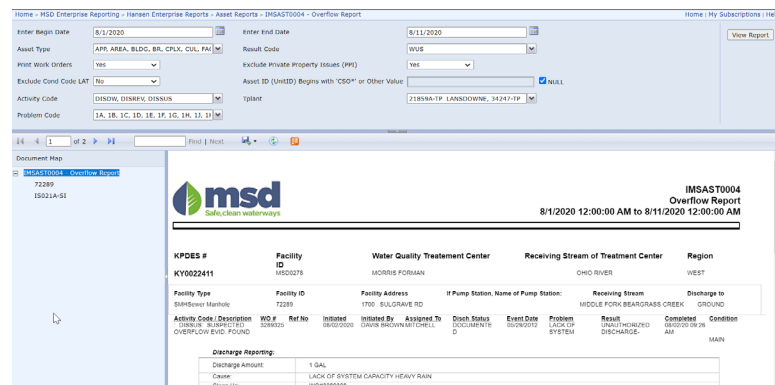 Home > MSD Enterprise Reporting > Hansen Enterprise Reports > Asset Reports > IMSAST0004 - Overflow Report
Home | My Subscriptions | Hel
Enter Begin Date 8/1/2020 Enter End Date 8/11/2020 View Report
Asset Type APP, AREA, BLDG, BR, CPLX, CUL, FAC Result Code WUS
Print Work Orders Yes Exclude Private Property Issues (PPI) Yes
Exclude Cond Code LAT No Asset ID (UnitID) Begins with 'CSO*' or Other Value NULL
Activity Code DISDW, DISREV, DISSUS Tplant 21859A-TP LANSDOWNE, 34247-TP
Problem Code 1A, 1B, 1C, 1D, 1E, 1F, 1G, 1H, 1J, 1K
1 of 2 Find | Next
Document Map
IMSAST0004 - Overflow Report
72289
IS021A-SI
msd
Safe, clean waterways
IMSAST0004
Overflow Report
8/1/2020 12:00:00 AM to 8/11/2020 12:00:00 AM
KPDES # Facility ID Water Quality Treatement Center Receiving Stream of Treatment Center Region
KY0022411 MSD0278 MORRIS FORMAN OHIO RIVER WEST
Facility Type Facility ID Facility Address If Pump Station, Name of Pump Station: Receiving Stream Discharge to
SMHSewer Manhole 72289 1700 SULGRAVE RD MIDDLE FORK BEARGRASS CREEK GROUND
Activity Code / Description WO # Ref No Initiated Initiated By Assigned To Disch Status Event Date Problem Result Completed Condition
DISSUS: SUSPECTED 3289325 08/02/2020 DAVIS BROWN MITCHELL DOCUMENTE 05/29/2012 LACK OF UNAUTHORIZED 08/02/20 09:26
OVERFLOW EVID. FOUND D SYSTEM DISCHARGE- AM
MAIN
Discharge Reporting:
Discharge Amount: 1 GAL
Cause: LACK OF SYSTEM CAPACITY HEAVY RAIN